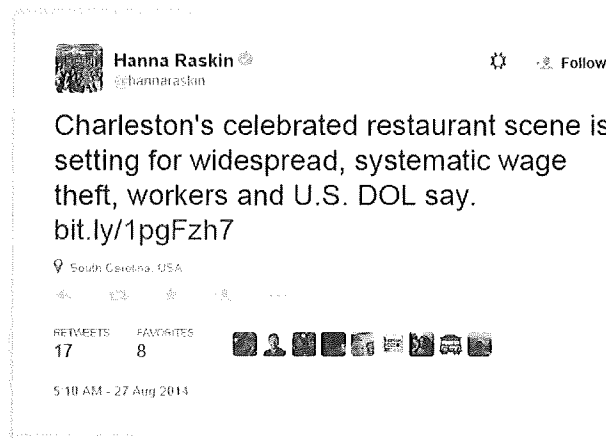 Hanna Raskin
@hannaraskin
Follow
Charleston's celebrated restaurant scene is
setting for widespread, systematic wage
theft, workers and U.S. DOL say.
bit.ly/1pgFzh7
South Carolina, USA
RETWEETS FAVORITES
17 8
5:10 AM - 27 Aug 2014